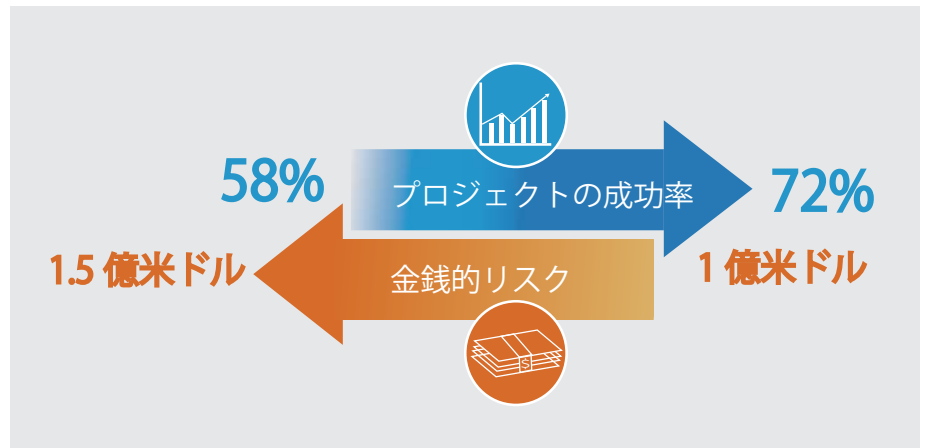 58%
プロジェクトの成功率
72%
1.5 億米ドル
金銭的リスク
1 億米ドル
$